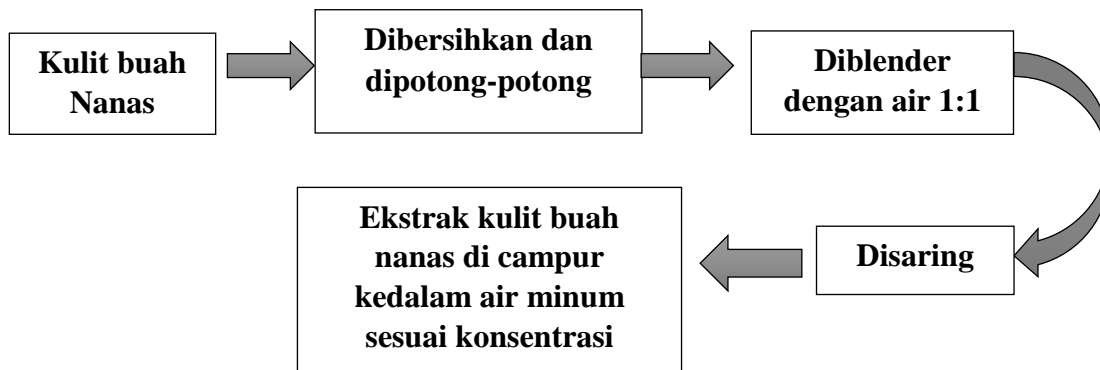 Kulit buah
Nanas
Dibersihkan dan
dipotong-potong
Diblender
dengan air 1:1
Disaring
Ekstrak kulit buah
nanas di campur
kedalam air minum
sesuai konsentrasi